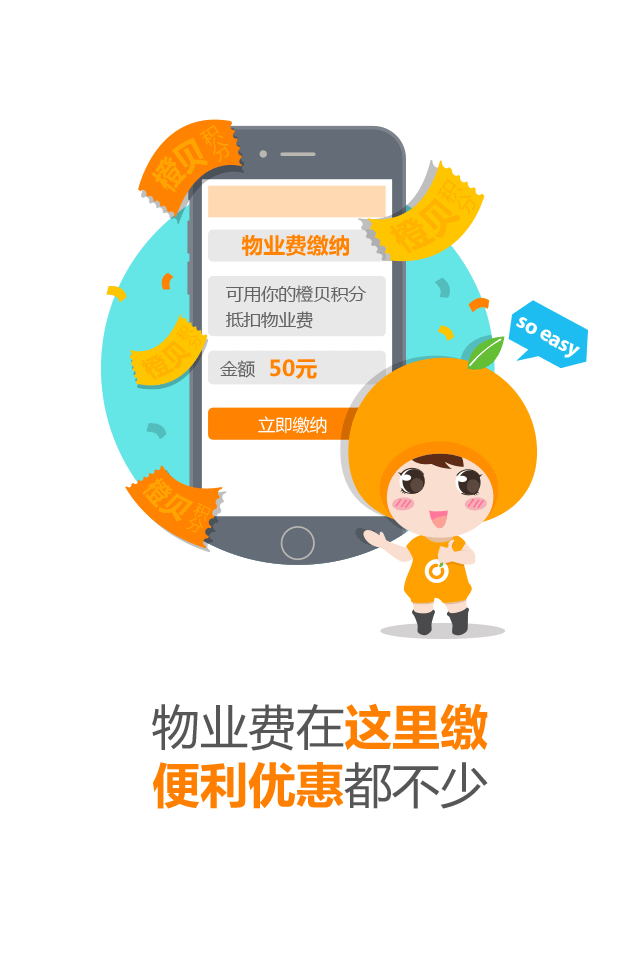 橙贝
积分
橙贝
积分
物业费缴纳
可用你的橙贝积分
抵扣物业费
金额 50元
立即缴纳
橙贝
橙贝
积分
so easy
物业费在这里缴
便利优惠都不少